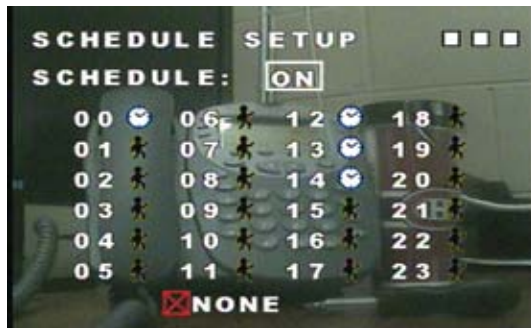 SCHEDULE SETUP
SCHEDULE: ON
00 06 12 18
01 07 13 19
02 08 14 20
03 09 15 21
04 10 16 22
05 11 17 23
NONE